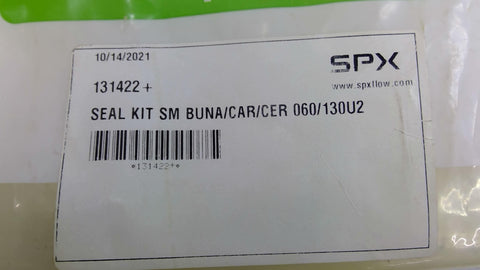 10/14/2021
SPX
www.spxflow.com
131422 +
SEAL KIT SM BUNA/CAR/CER 060/130U2
*131422+*